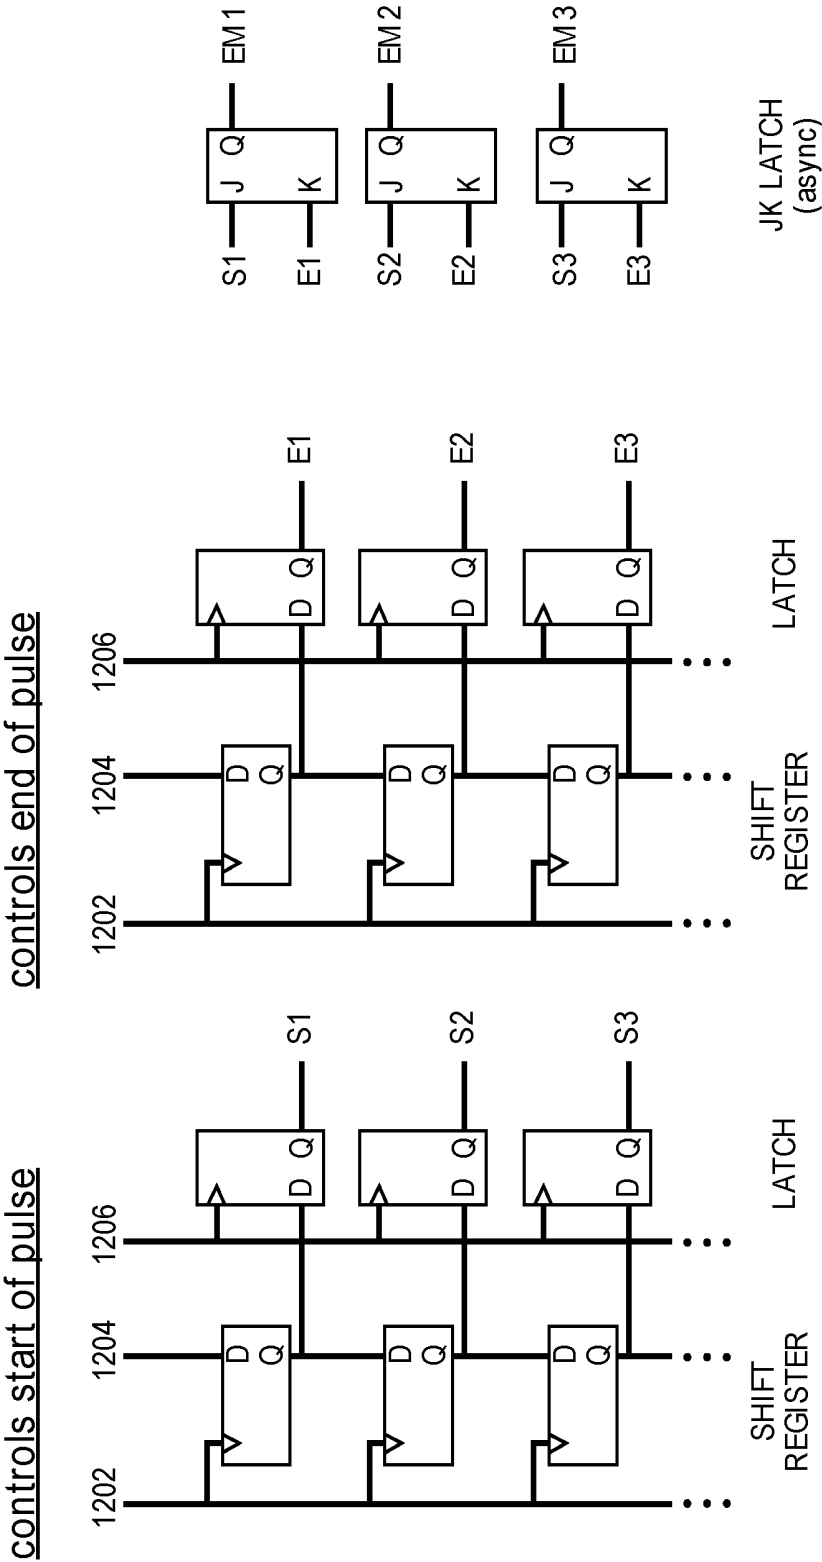 controls start of pulse
1202
1204
1206
D
Q
D Q
S1
D
Q
D Q
S2
D
Q
D Q
S3
SHIFT
REGISTER
LATCH
controls end of pulse
1202
1204
1206
D
Q
D Q
E1
D
Q
D Q
E2
D
Q
D Q
E3
SHIFT
REGISTER
LATCH
S1
J Q
EM1
E1
K
S2
J Q
EM2
E2
K
S3
J Q
EM3
E3
K
JK LATCH
(async)